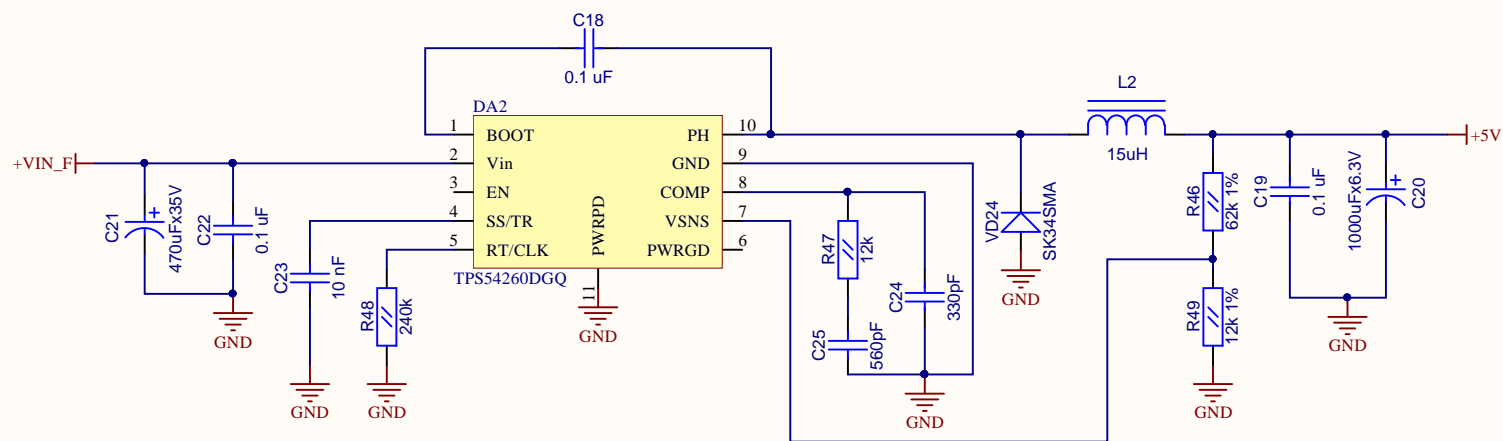 C18
0.1 uF
DA2
1 BOOT PH 10
2 Vin GND 9
3 EN COMP 8
4 SS/TR VSNS 7
5 RT/CLK PWRGD 6
PWRPD
11
TPS54260DGQ
+VIN_F
C21
470uFx35V
C22
0.1 uF
GND
C23
10 nF
GND
R48
240k
GND
GND
R47
12k
C25
560pF
C24
330pF
GND
VD24
SK34SMA
GND
L2
15uH
R46
62k 1%
R49
12k 1%
GND
C19
0.1 uF
1000uFx6.3V
C20
GND
+5V